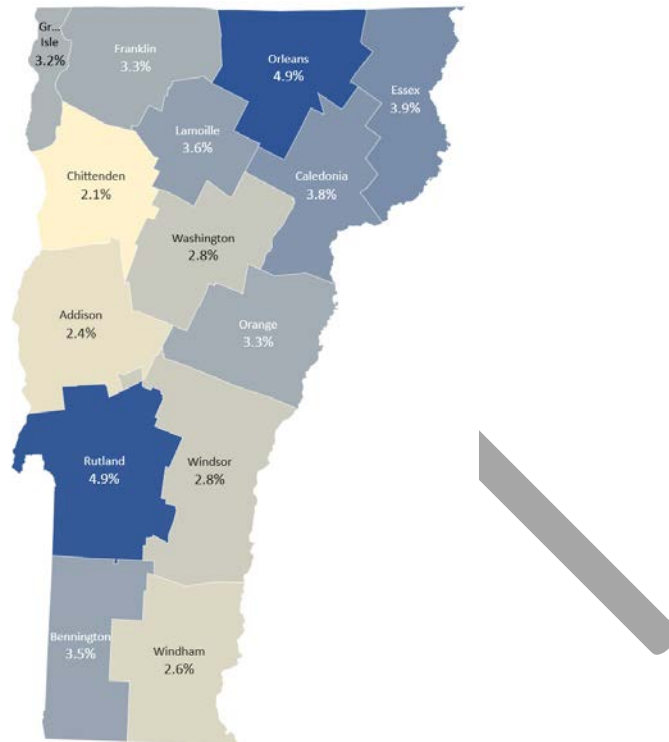 Gr...
Isle
3.2%
Franklin
3.3%
Orleans
4.9%
Essex
3.9%
Lamoille
3.6%
Caledonia
3.8%
Chittenden
2.1%
Washington
2.8%
Addison
2.4%
Orange
3.3%
Rutland
4.9%
Windsor
2.8%
Bennington
3.5%
Windham
2.6%